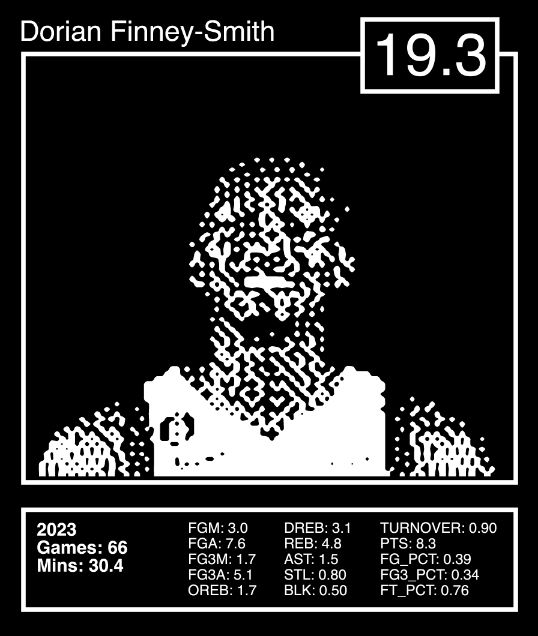 Dorian Finney-Smith
19.3
2023
Games: 66
Mins: 30.4
FGM: 3.0
FGA: 7.6
FG3M: 1.7
FG3A: 5.1
OREB: 1.7
DREB: 3.1
REB: 4.8
AST: 1.5
STL: 0.80
BLK: 0.50
TURNOVER: 0.90
PTS: 8.3
FG_PCT: 0.39
FG3_PCT: 0.34
FT_PCT: 0.76